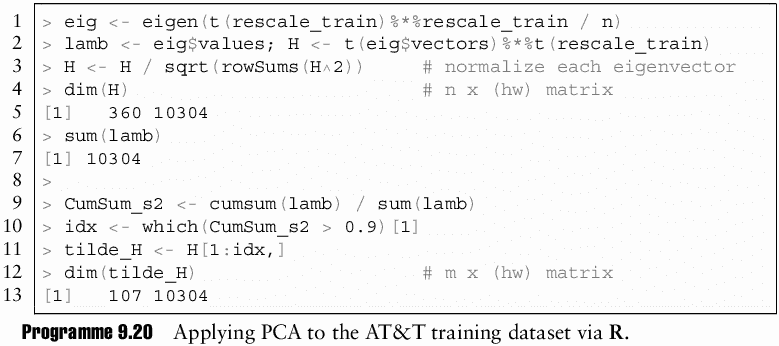 1 > eig <- eigen(t(rescale_train)%*%rescale_train / n)
2 > lamb <- eig$values; H <- t(eig$vectors)%*%t(rescale_train)
3 > H <- H / sqrt(rowSums(H^2)) # normalize each eigenvector
4 > dim(H) # n x (hw) matrix
5 [1] 360 10304
6 > sum(lamb)
7 [1] 10304
8 >
9 > CumSum_s2 <- cumsum(lamb) / sum(lamb)
10 > idx <- which(CumSum_s2 > 0.9)[1]
11 > tilde_H <- H[1:idx,]
12 > dim(tilde_H) # m x (hw) matrix
13 [1] 107 10304
Programme 9.20 Applying PCA to the AT&T training dataset via R.